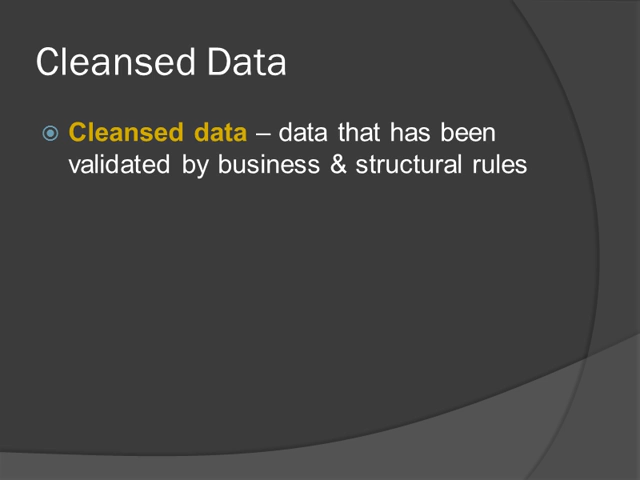 Cleansed Data
Cleansed data – data that has been
validated by business & structural rules